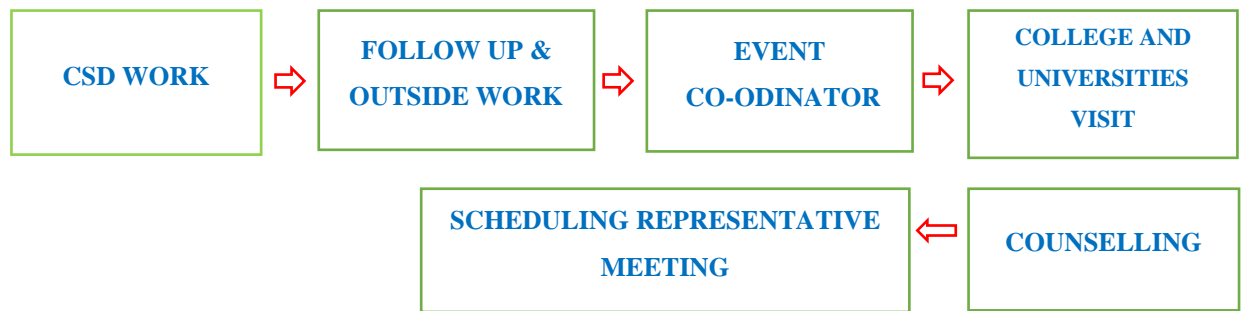 CSD WORK
FOLLOW UP &
OUTSIDE WORK
EVENT
CO-ODINATOR
COLLEGE AND
UNIVERSITIES
VISIT
SCHEDULING REPRESENTATIVE
MEETING
COUNSELLING